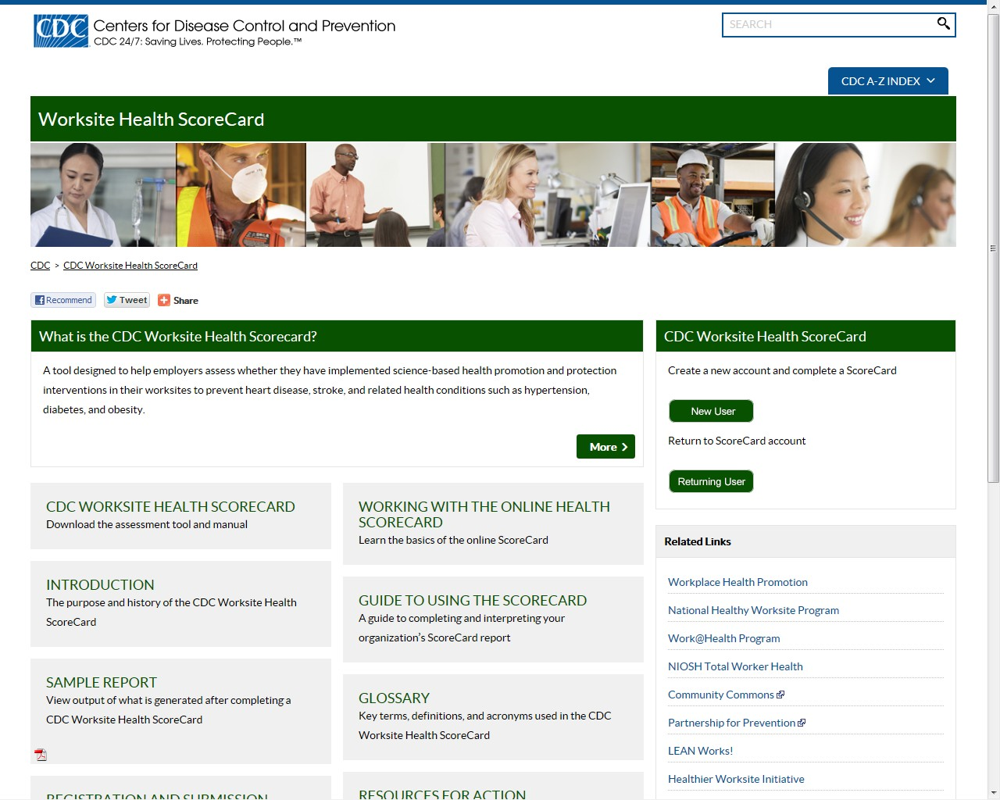 CDC Centers for Disease Control and Prevention
CDC 24/7: Saving Lives. Protecting People.™
SEARCH
CDC A-Z INDEX
Worksite Health ScoreCard
CDC > CDC Worksite Health ScoreCard
Recommend Tweet Share
What is the CDC Worksite Health Scorecard?
A tool designed to help employers assess whether they have implemented science-based health promotion and protection
interventions in their worksites to prevent heart disease, stroke, and related health conditions such as hypertension,
diabetes, and obesity.
More
CDC WORKSITE HEALTH SCORECARD
Download the assessment tool and manual
INTRODUCTION
The purpose and history of the CDC Worksite Health
ScoreCard
SAMPLE REPORT
View output of what is generated after completing a
CDC Worksite Health ScoreCard
REGISTRATION AND SUBMISSION
WORKING WITH THE ONLINE HEALTH
SCORECARD
Learn the basics of the online ScoreCard
GUIDE TO USING THE SCORECARD
A guide to completing and interpreting your
organization's ScoreCard report
GLOSSARY
Key terms, definitions, and acronyms used in the CDC
Worksite Health ScoreCard
RESOURCES FOR ACTION
CDC Worksite Health ScoreCard
Create a new account and complete a ScoreCard
New User
Return to ScoreCard account
Returning User
Related Links
Workplace Health Promotion
National Healthy Worksite Program
Work@Health Program
NIOSH Total Worker Health
Community Commons
Partnership for Prevention
LEAN Works!
Healthier Worksite Initiative